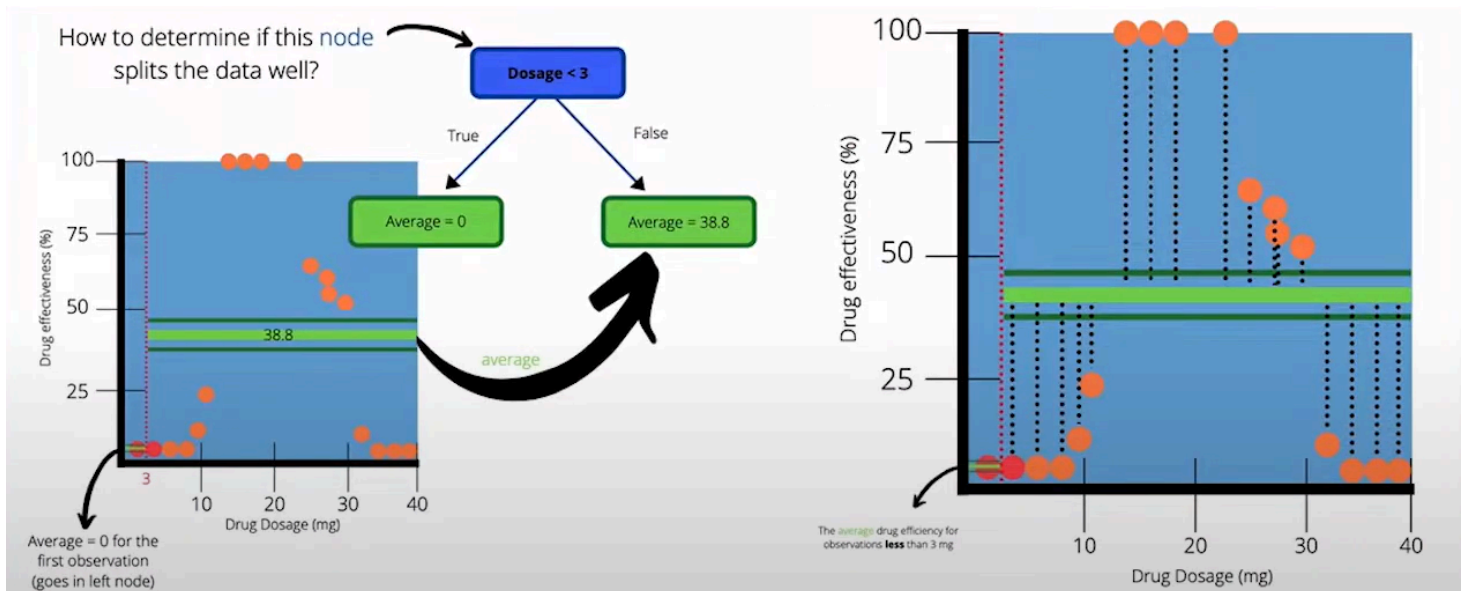 How to determine if this node
splits the data well?
Dosage < 3
True
False
Average = 0
Average = 38.8
100
75
50
25
Drug effectiveness (%)
38.8
average
3
10
20
30
40
Drug Dosage (mg)
Average = 0 for the
first observation
(goes in left node)
100
75
50
25
Drug effectiveness (%)
The average drug efficiency for
observations less than 3 mg
10
20
30
40
Drug Dosage (mg)